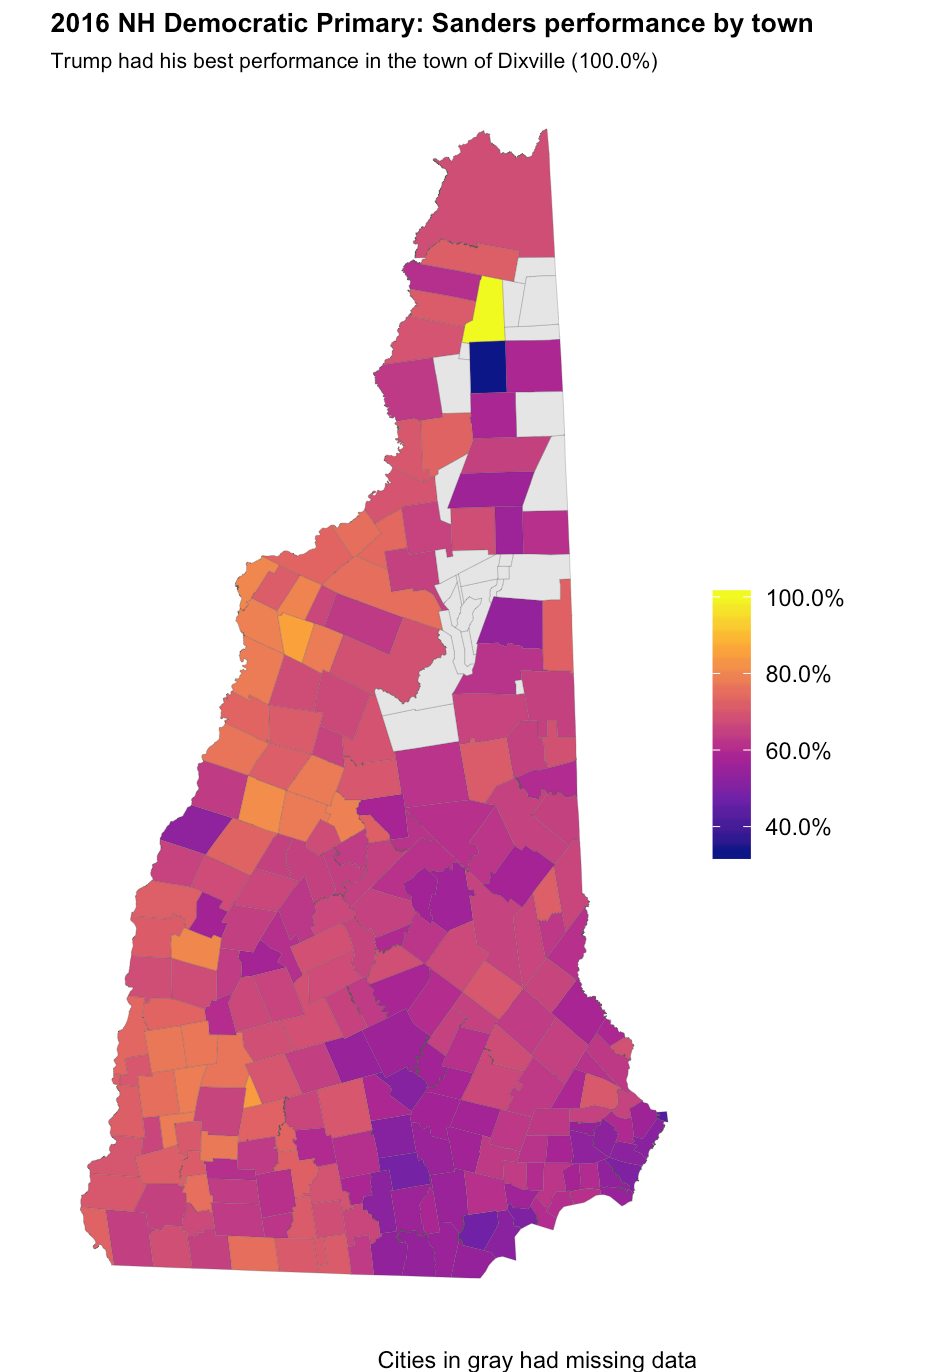 2016 NH Democratic Primary: Sanders performance by town
Trump had his best performance in the town of Dixville (100.0%)
100.0%
80.0%
60.0%
40.0%
Cities in gray had missing data